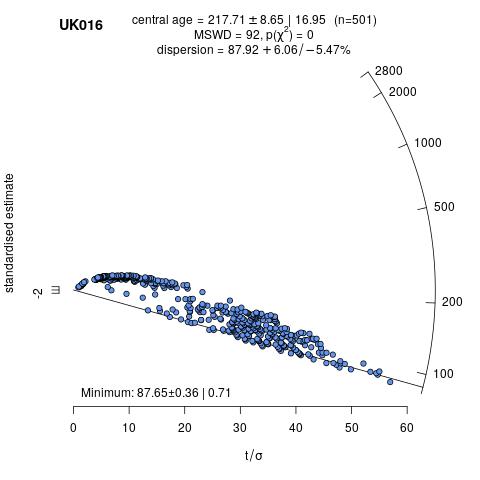 UK016
central age = 217.71 ± 8.65 | 16.95 (n=501)
MSWD = 92, p(χ²) = 0
dispersion = 87.92 + 6.06/−5.47%
2800
2000
1000
500
200
100
standardised estimate
-2
Minimum: 87.65±0.36 | 0.71
0 10 20 30 40 50 60
t/σ